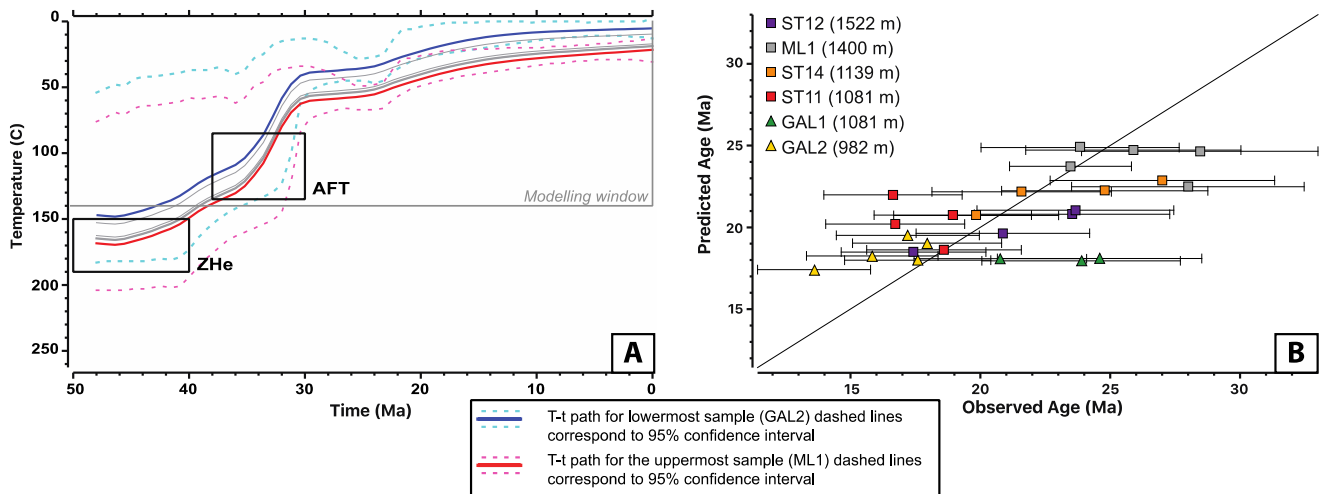 0
50
100
150
200
250
Temperature (C)
50
40
30
20
10
0
Time (Ma)
AFT
ZHe
Modelling window
A
ST12 (1522 m)
ML1 (1400 m)
ST14 (1139 m)
ST11 (1081 m)
GAL1 (1081 m)
GAL2 (982 m)
33
30
25
20
15
Predicted Age (Ma)
15
20
25
30
Observed Age (Ma)
B
T-t path for lowermost sample (GAL2) dashed lines
correspond to 95% confidence interval
T-t path for the uppermost sample (ML1) dashed lines
correspond to 95% confidence interval